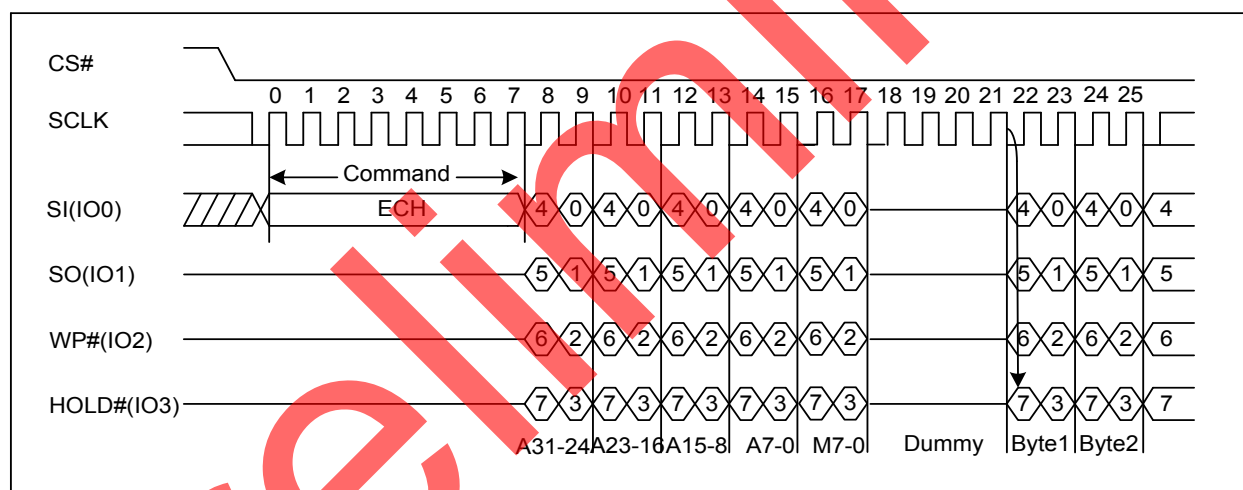 CS#
0 1 2 3 4 5 6 7 8 9 10 11 12 13 14 15 16 17 18 19 20 21 22 23 24 25
SCLK
Command
SI(IO0) ECH 4 0 4 0 4 0 4 0 4 0 4 0 4 0 4
SO(IO1) 5 1 5 1 5 1 5 1 5 1 5 1 5 1 5
WP#(IO2) 6 2 6 2 6 2 6 2 6 2 6 2 6 2 6
HOLD#(IO3) 7 3 7 3 7 3 7 3 7 3 7 3 7 3 7
A31-24 A23-16 A15-8 A7-0 M7-0 Dummy Byte1 Byte2